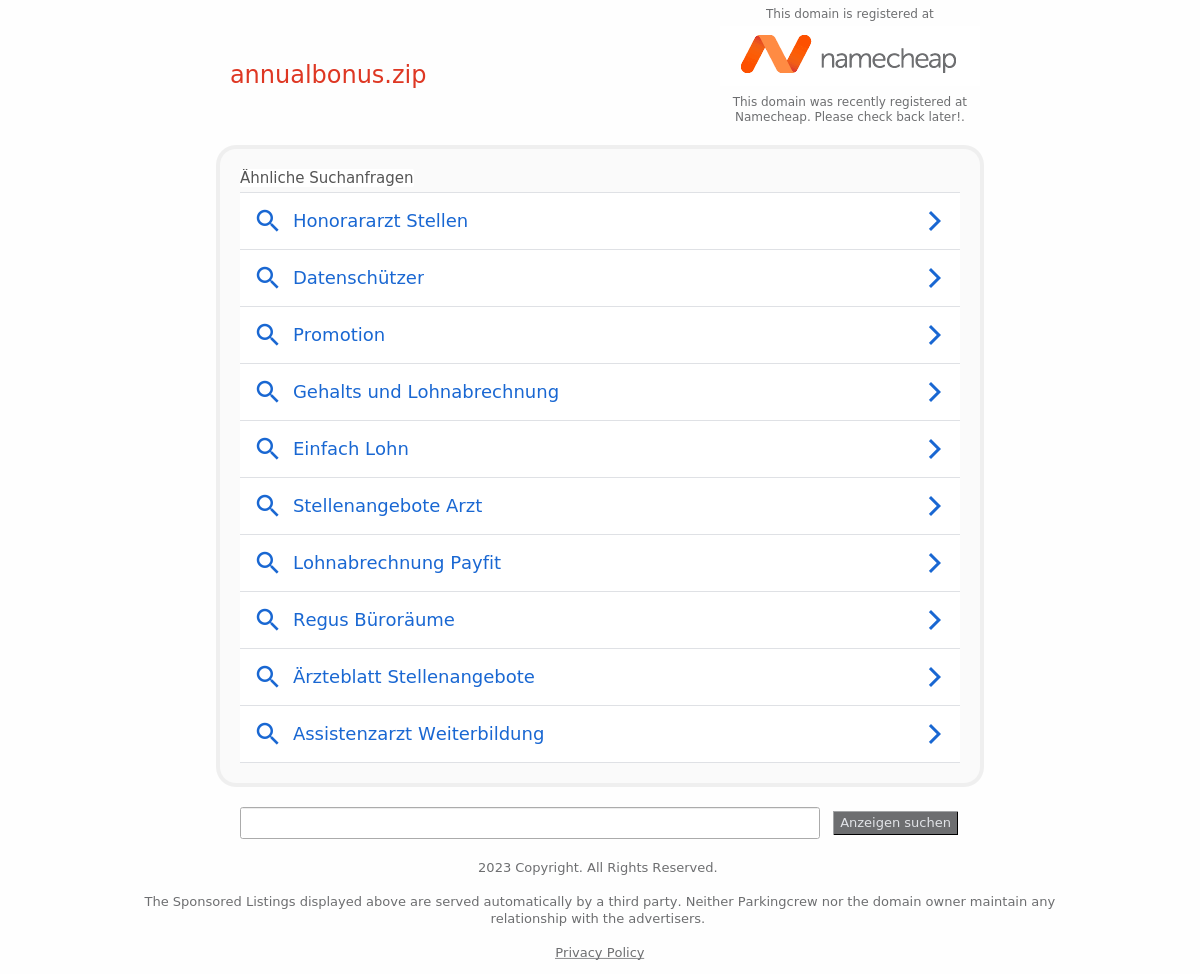 This domain is registered at
namecheap
annualbonus.zip
This domain was recently registered at
Namecheap. Please check back later!.
Ähnliche Suchanfragen
Honorararzt Stellen
Datenschützer
Promotion
Gehalts und Lohnabrechnung
Einfach Lohn
Stellenangebote Arzt
Lohnabrechnung Payfit
Regus Büroräume
Ärzteblatt Stellenangebote
Assistenzarzt Weiterbildung
Anzeigen suchen
2023 Copyright. All Rights Reserved.
The Sponsored Listings displayed above are served automatically by a third party. Neither Parkingcrew nor the domain owner maintain any
relationship with the advertisers.
Privacy Policy